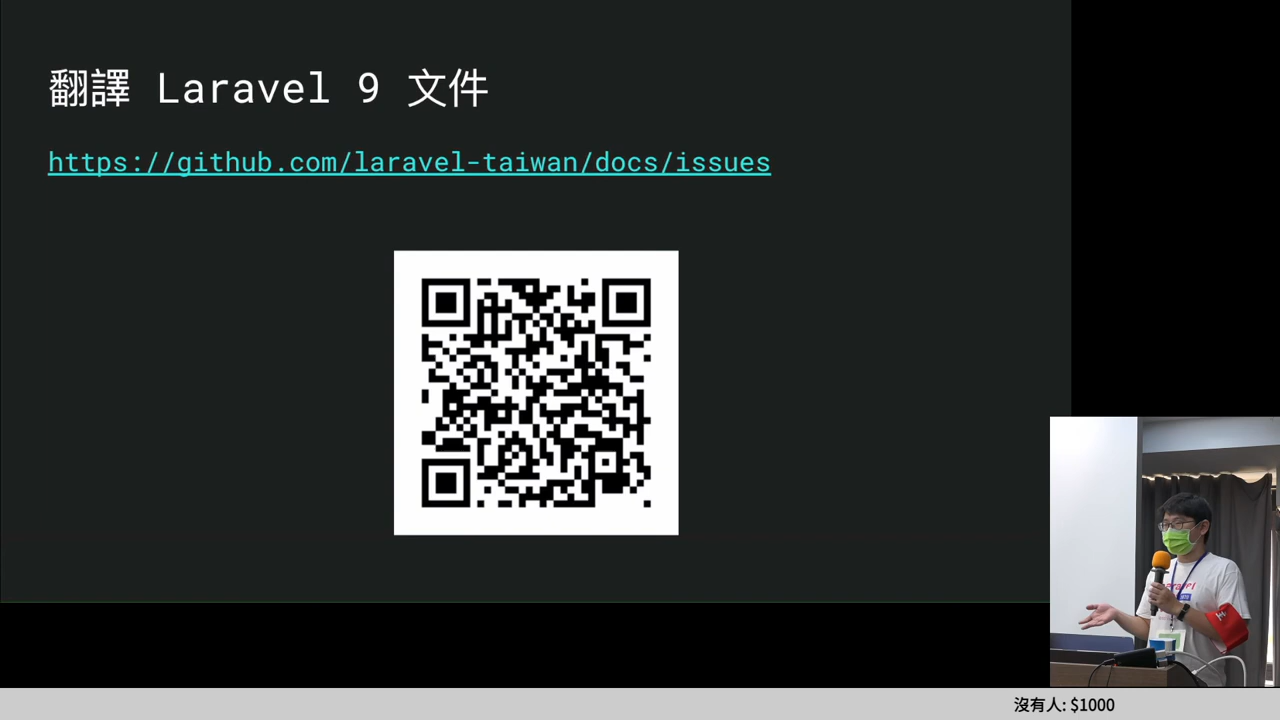 翻譯 Laravel 9 文件
https://github.com/laravel-taiwan/docs/issues
沒有人: $1000